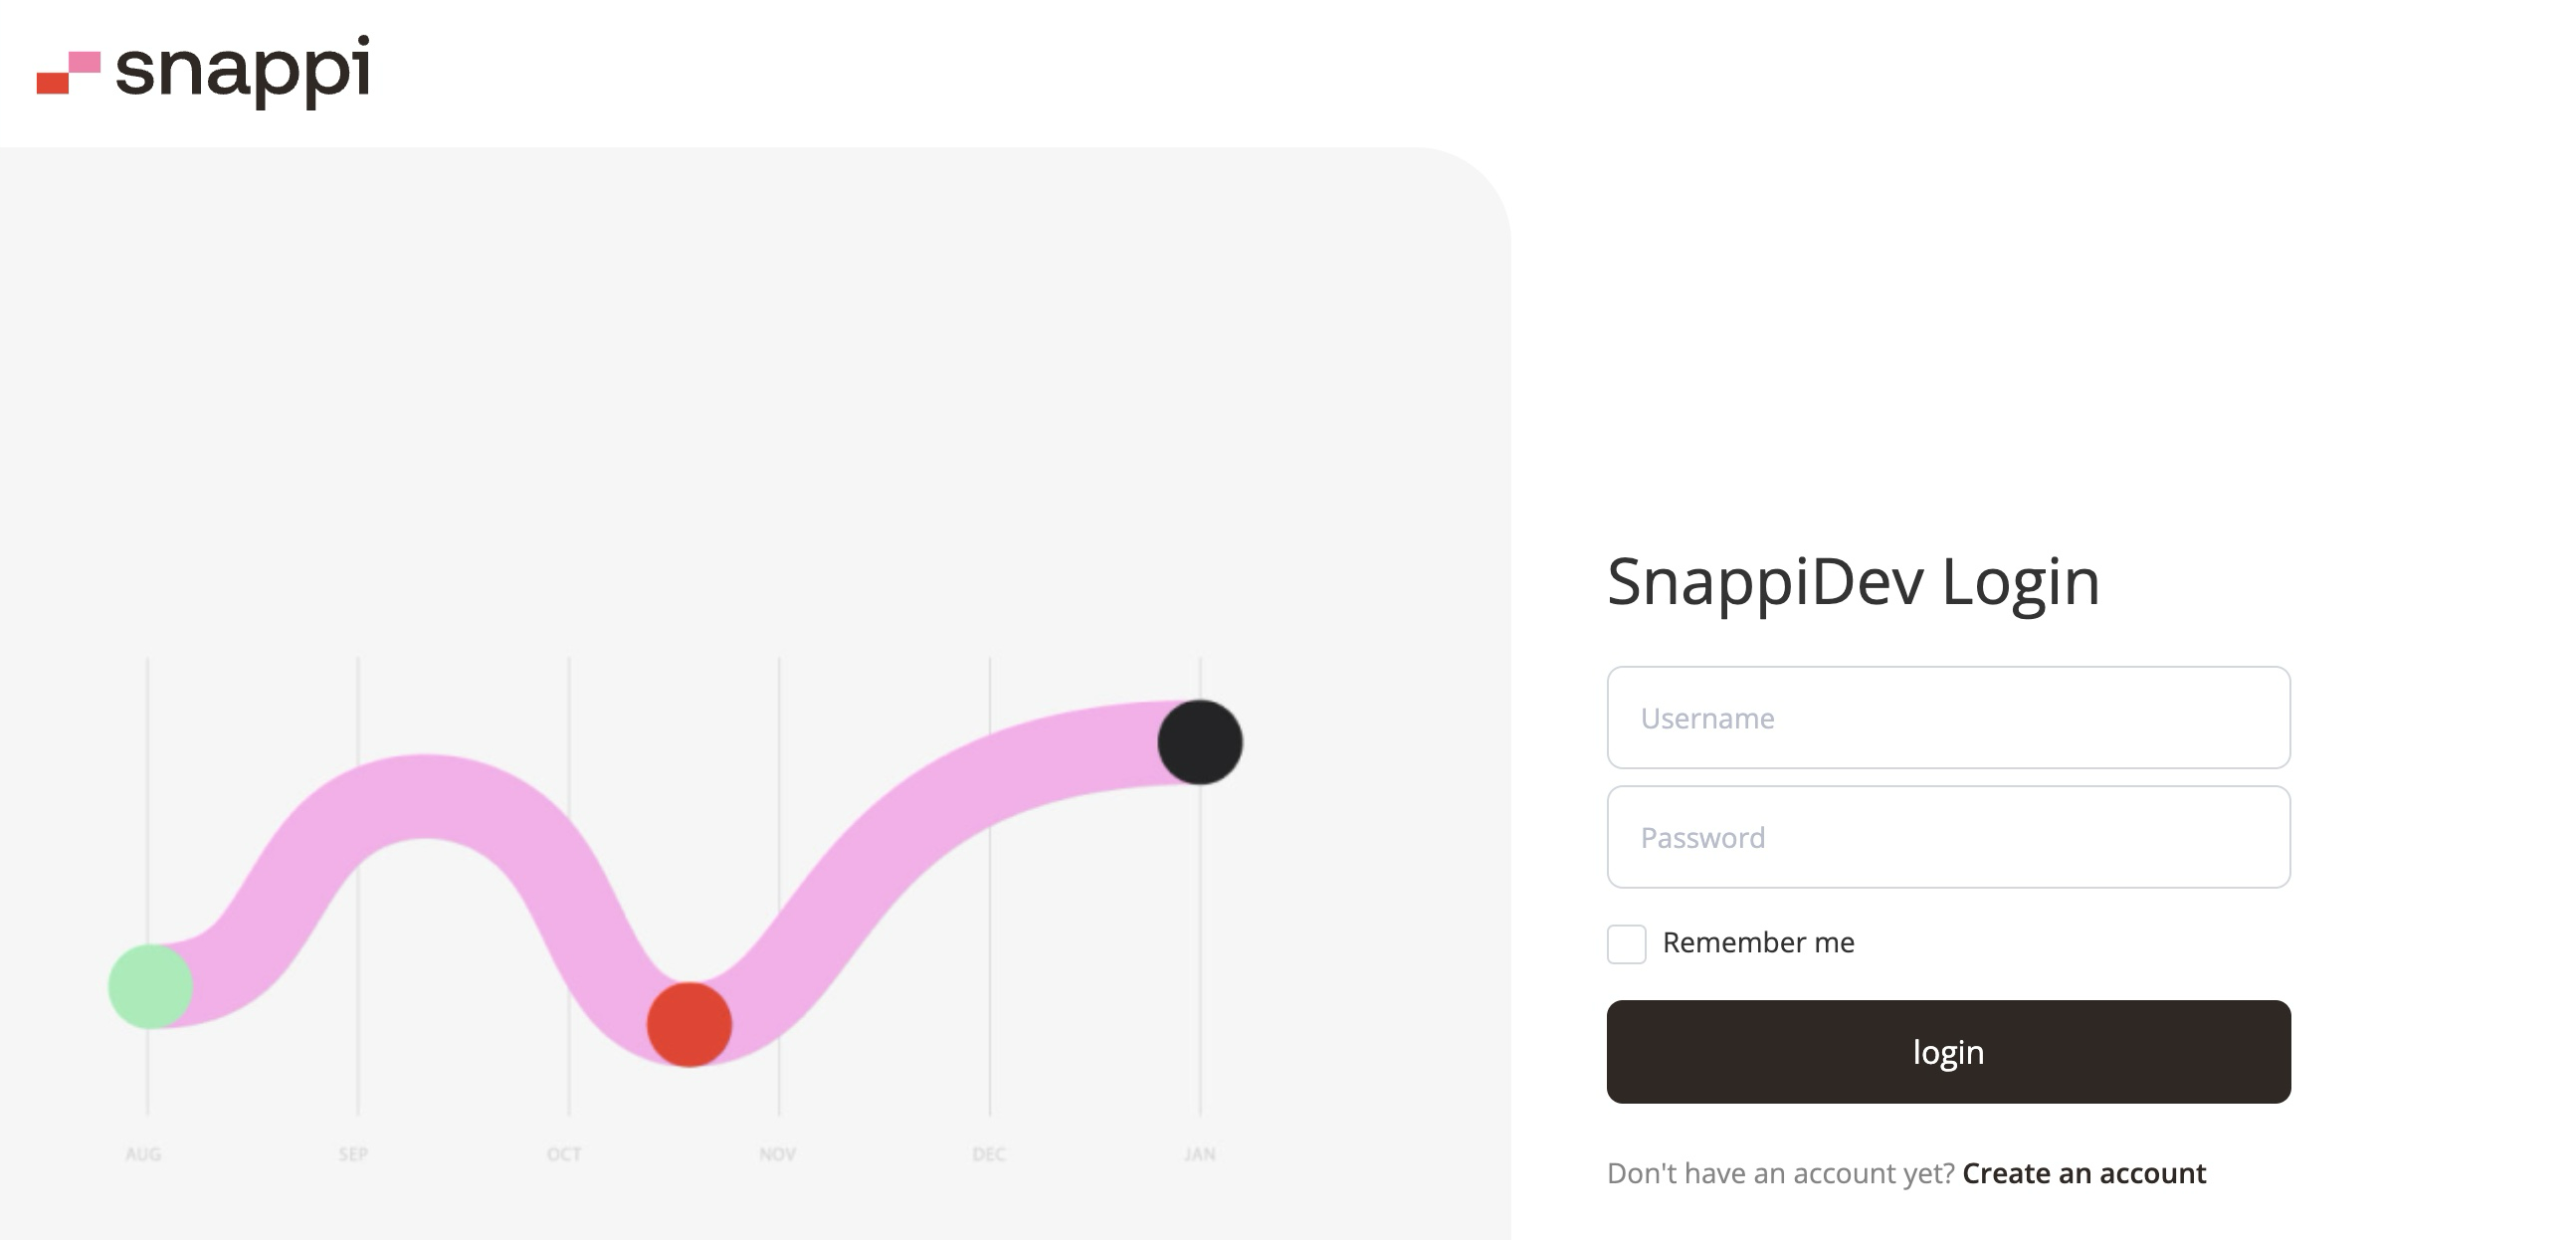 snappi
SnappiDev Login
Username
Password
Remember me
login
Don't have an account yet? Create an account
AUG SEP OCT NOV DEC JAN